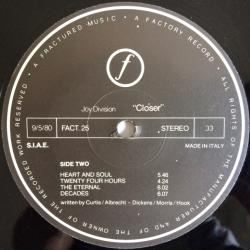 A FRACTURED MUSIC / A FACTORY RECORD.
ALL RIGHTS RESERVED
OF THE MANUFACTURER AND OF THE OWNER OF THE RECORDED WORK RESERVED
f
Joy Division "Closer"
9/5/80 FACT. 25 STEREO 33
S.I.A.E. MADE IN ITALY
SIDE TWO
HEART AND SOUL 5.46
TWENTY FOUR HOURS 4.24
THE ETERNAL 6.02
DECADES 6.07
written by Curtis / Albrecht - Dickens / Morris / Hook